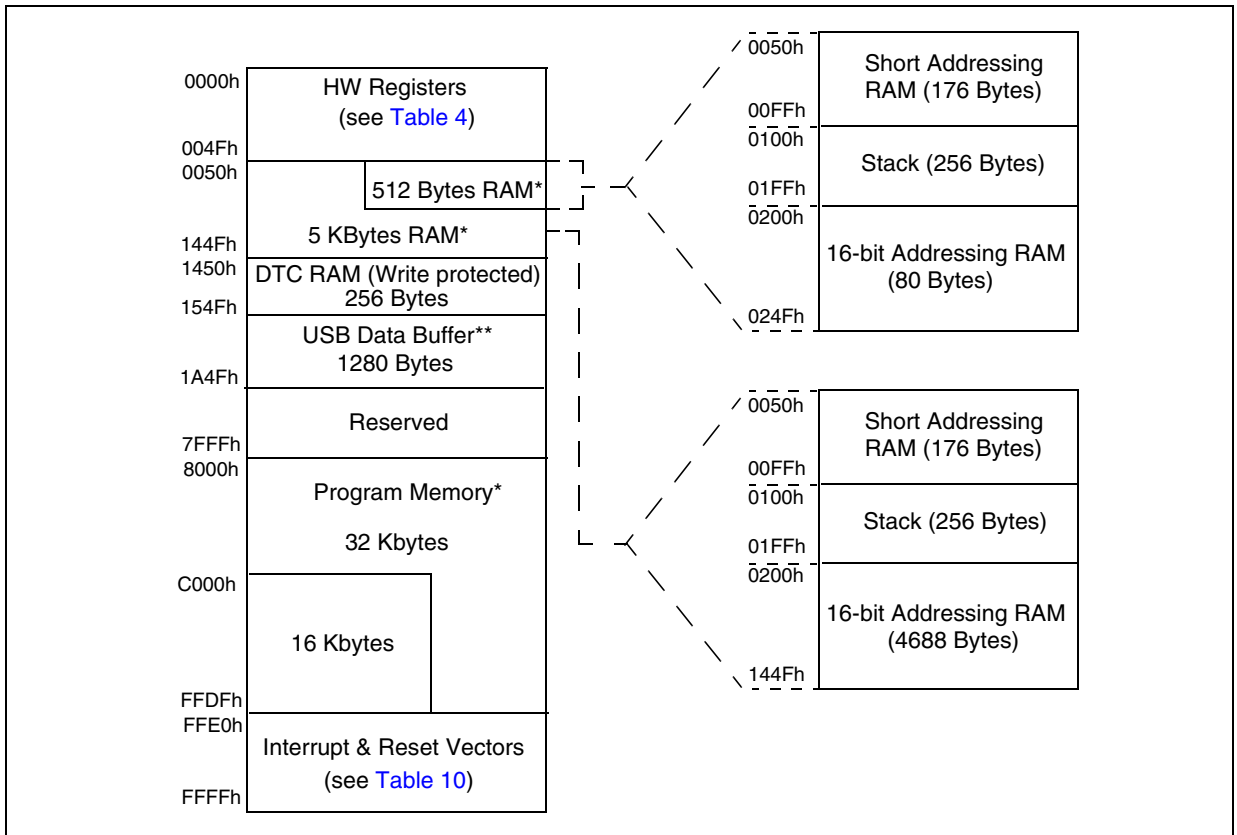 0000h
HW Registers
(see Table 4)
004Fh
0050h
512 Bytes RAM*
5 KBytes RAM*
144Fh
1450h
DTC RAM (Write protected)
256 Bytes
154Fh
USB Data Buffer**
1280 Bytes
1A4Fh
Reserved
7FFFh
8000h
Program Memory*
32 Kbytes
C000h
16 Kbytes
FFDFh
FFE0h
Interrupt & Reset Vectors
(see Table 10)
FFFFh
0050h
Short Addressing
RAM (176 Bytes)
00FFh
0100h
Stack (256 Bytes)
01FFh
0200h
16-bit Addressing RAM
(80 Bytes)
024Fh
0050h
Short Addressing
RAM (176 Bytes)
00FFh
0100h
Stack (256 Bytes)
01FFh
0200h
16-bit Addressing RAM
(4688 Bytes)
144Fh